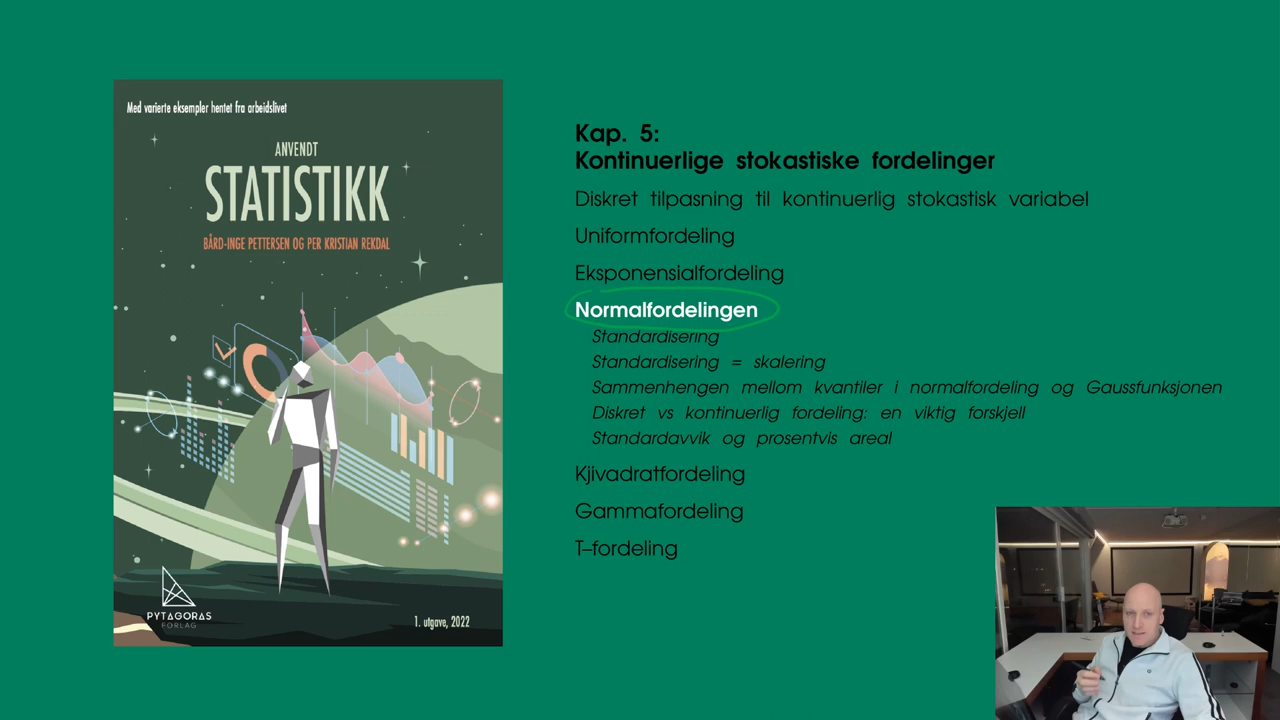 Med varierte eksempler hentet fra arbeidslivet
ANVENDT
STATISTIKK
BÅRD-INGE PETTERSEN OG PER KRISTIAN REKDAL
PYTAGORAS
FORLAG
1. utgave, 2022
Kap. 5:
Kontinuerlige stokastiske fordelinger
Diskret tilpasning til kontinuerlig stokastisk variabel
Uniformfordeling
Eksponensialfordeling
Normalfordelingen
Standardisering
Standardisering = skalering
Sammenhengen mellom kvantiler i normalfordeling og Gaussfunksjonen
Diskret vs kontinuerlig fordeling: en viktig forskjell
Standardavvik og prosentvis areal
Kjivadratfordeling
Gammafordeling
T–fordeling